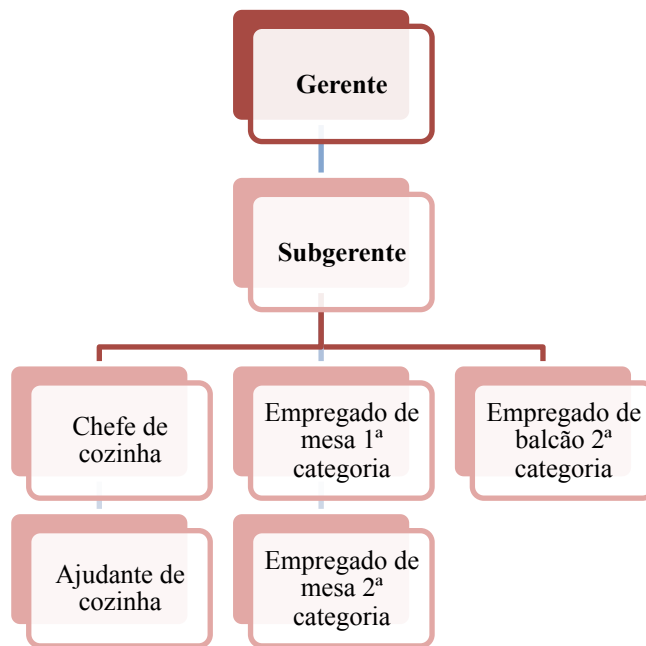 Gerente
Subgerente
Chefe de
cozinha
Empregado de
mesa 1ª
categoria
Empregado de
balcão 2ª
categoria
Ajudante de
cozinha
Empregado de
mesa 2ª
categoria